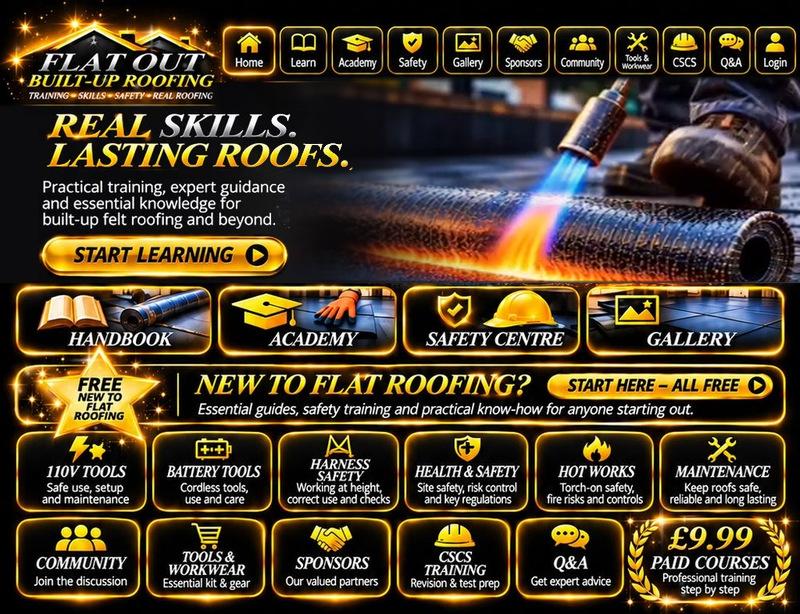 FLAT OUT
BUILT-UP ROOFING
TRAINING • SKILLS • SAFETY • REAL ROOFING
Home
Learn
Academy
Safety
Gallery
Sponsors
Community
Tools &
Workwear
CSCS
Q&A
Login
REAL SKILLS.
LASTING ROOFS.
Practical training, expert guidance
and essential knowledge for
built-up felt roofing and beyond.
START LEARNING
HANDBOOK
ACADEMY
SAFETY CENTRE
GALLERY
FREE
NEW TO
FLAT
ROOFING
NEW TO FLAT ROOFING?
START HERE – ALL FREE
Essential guides, safety training and practical know-how for anyone starting out.
110V TOOLS
Safe use, setup
and maintenance
BATTERY TOOLS
Cordless tools,
use and care
HARNESS
SAFETY
Working at height,
correct use and checks
HEALTH & SAFETY
Site safety, risk control
and key regulations
HOT WORKS
Torch-on safety,
fire risks and controls
MAINTENANCE
Keep roofs safe,
reliable and long lasting
COMMUNITY
Join the discussion
TOOLS &
WORKWEAR
Essential kit & gear
SPONSORS
Our valued partners
CSCS
TRAINING
Revision & test prep
Q&A
Get expert advice
£9.99
PAID COURSES
Professional training
step by step